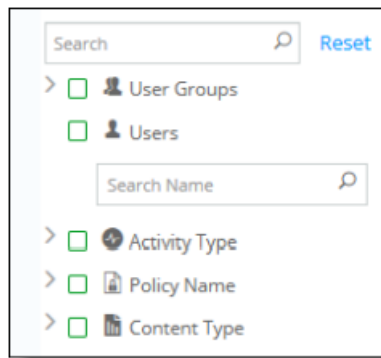 Search Reset
User Groups
Users
Search Name
Activity Type
Policy Name
Content Type